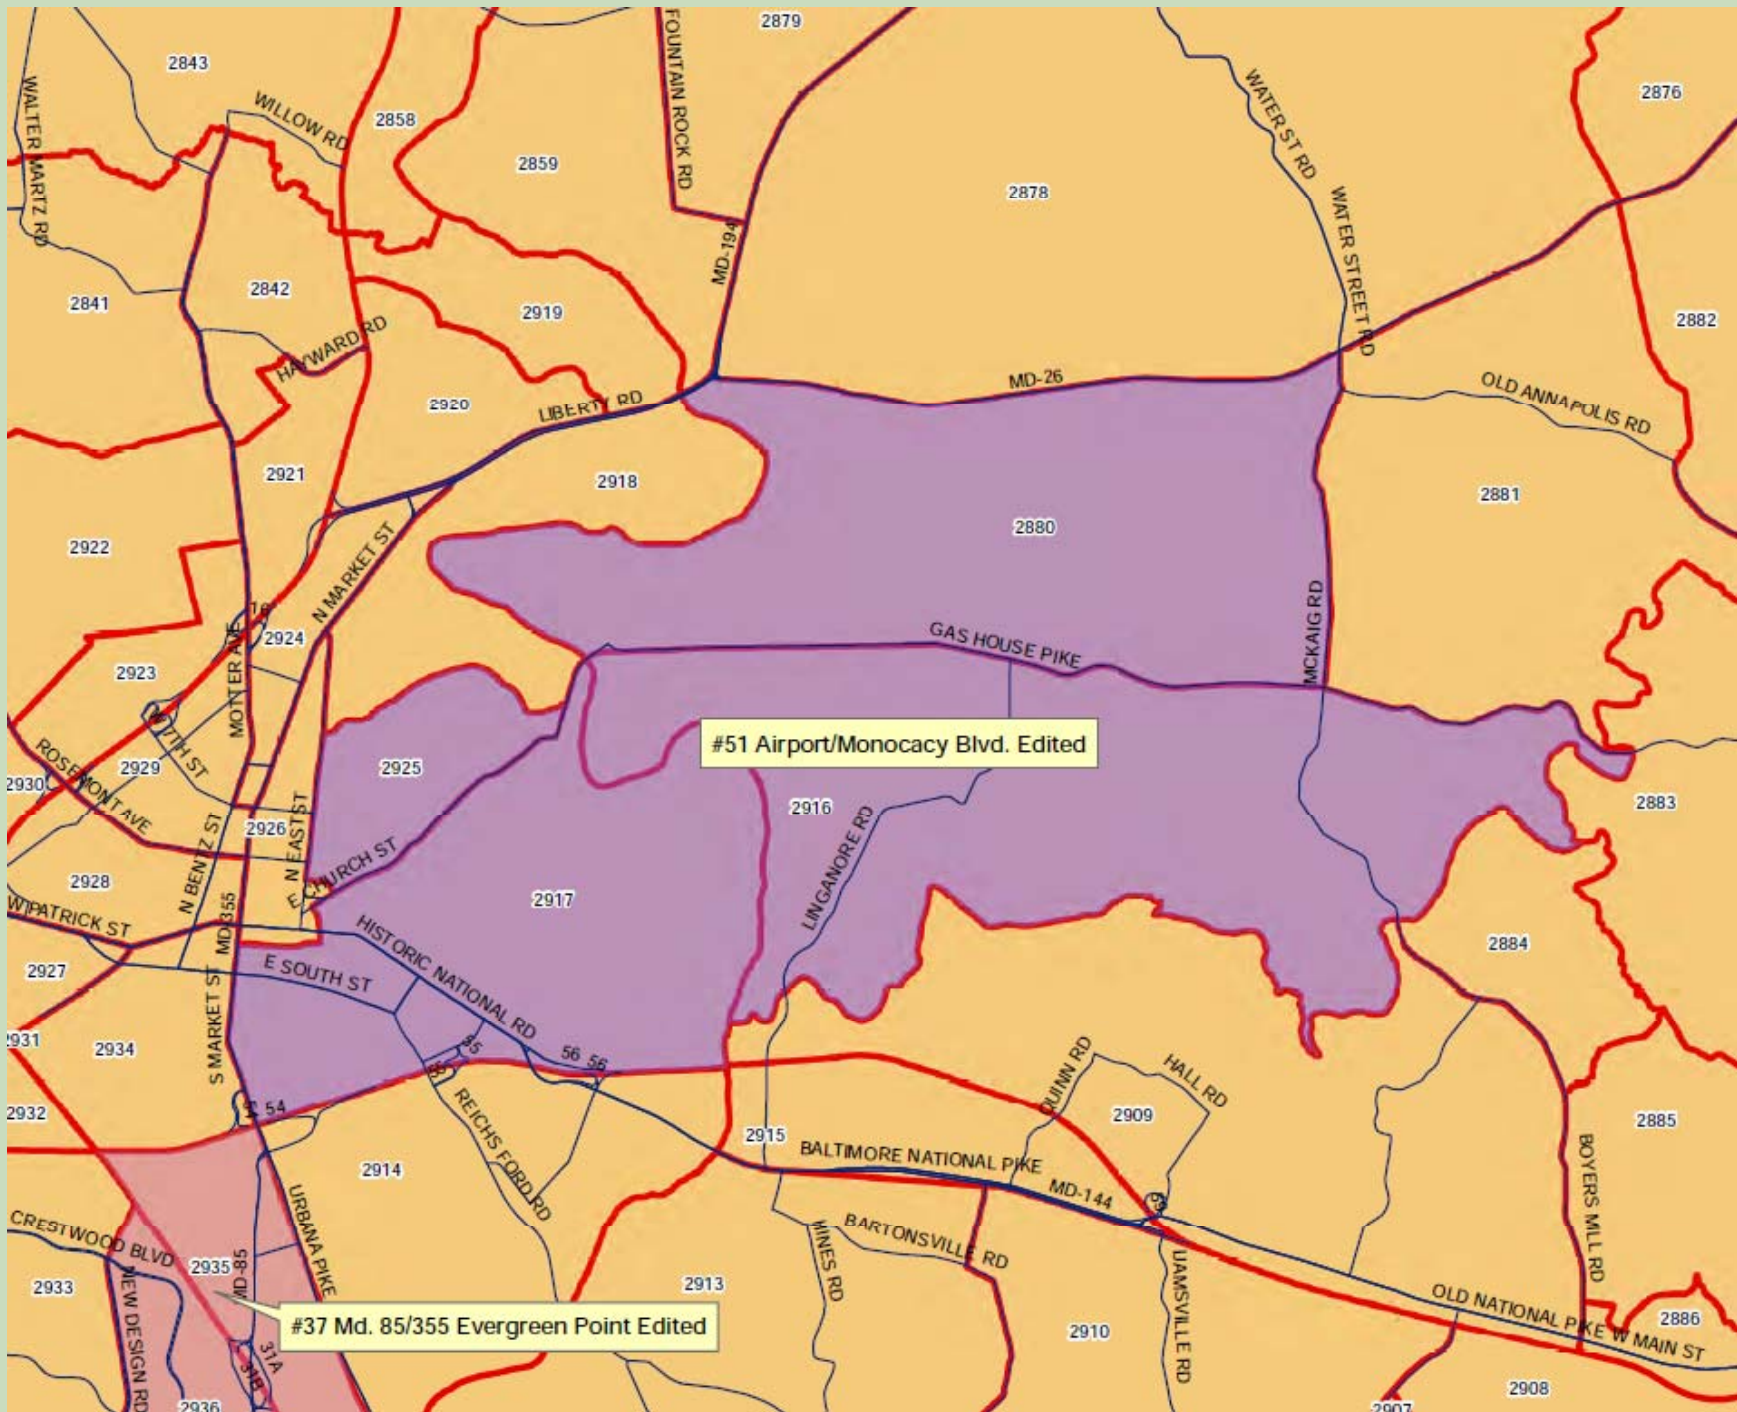 2879
2843
FOUNTAIN ROCK RD
2876
WATER ST RD
WALTER MARTZ RD
WILLOW RD
2858
2859
2878
WATER STREET RD
MD-194
2842
2841
2919
2882
HAYWARD RD
MD-26
OLD ANNAPOLIS RD
2920
LIBERTY RD
2921
2918
2881
2880
2922
N MARKET ST
16
2924
MCKAIG RD
GAS HOUSE PIKE
MOTTER AVE
2923
W 7TH ST
#51 Airport/Monocacy Blvd. Edited
ROSEMONT AVE
2929
2925
2930
2916
2883
N BENTZ ST
2926
N EAST ST
LINGANORE RD
E CHURCH ST
2928
2917
W PATRICK ST
MD-355
HISTORIC NATIONAL RD
2884
2927
E SOUTH ST
S MARKET ST
2931
2934
55
56 56
QUINN RD
HALL RD
2932
54
REICHS FORD RD
2909
2885
2915
BALTIMORE NATIONAL PIKE
2914
MD-144
69
BOYERS MILL RD
CRESTWOOD BLVD
URBANA PIKE
HINES RD
BARTONSVILLE RD
IJAMSVILLE RD
2935
MD-85
2933
NEW DESIGN RD
2913
OLD NATIONAL PIKE W MAIN ST
2886
#37 Md. 85/355 Evergreen Point Edited
2910
31A
31B
2908
2936
2907